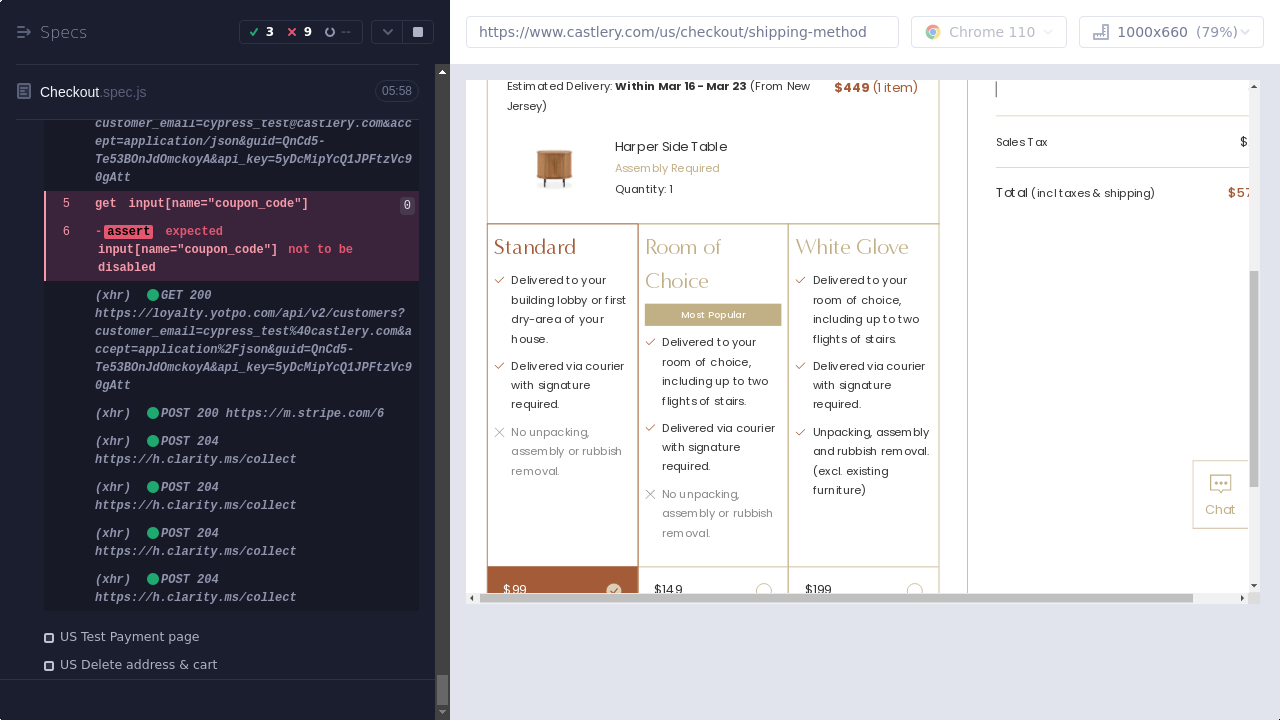 Specs
3
9
--
https://www.castlery.com/us/checkout/shipping-method
Chrome 110
1000x660 (79%)
Checkout.spec.js
05:58
customer_email=cypress_test@castlery.com&acc
ept=application/json&guid=QnCd5-
Te53BOnJdOmckoyA&api_key=5yDcMipYcQ1JPFtzVc9
0gAtt
5 get input[name="coupon_code"]
0
6 -assert expected
input[name="coupon_code"] not to be
disabled
(xhr) GET 200
https://loyalty.yotpo.com/api/v2/customers?
customer_email=cypress_test%40castlery.com&a
ccept=application%2Fjson&guid=QnCd5-
Te53BOnJdOmckoyA&api_key=5yDcMipYcQ1JPFtzVc9
0gAtt
(xhr) POST 200 https://m.stripe.com/6
(xhr) POST 204
https://h.clarity.ms/collect
(xhr) POST 204
https://h.clarity.ms/collect
(xhr) POST 204
https://h.clarity.ms/collect
(xhr) POST 204
https://h.clarity.ms/collect
US Test Payment page
US Delete address & cart
Estimated Delivery: Within Mar 16 - Mar 23 (From New
Jersey)
$449 (1 item)
Harper Side Table
Assembly Required
Quantity: 1
Standard
Delivered to your
building lobby or first
dry-area of your
house.
Delivered via courier
with signature
required.
No unpacking,
assembly or rubbish
removal.
$99
Room of
Choice
Most Popular
Delivered to your
room of choice,
including up to two
flights of stairs.
Delivered via courier
with signature
required.
No unpacking,
assembly or rubbish
removal.
$149
White Glove
Delivered to your
room of choice,
including up to two
flights of stairs.
Delivered via courier
with signature
required.
Unpacking, assembly
and rubbish removal.
(excl. existing
furniture)
$199
Sales Tax
$
Total (incl taxes & shipping)
$57
Chat